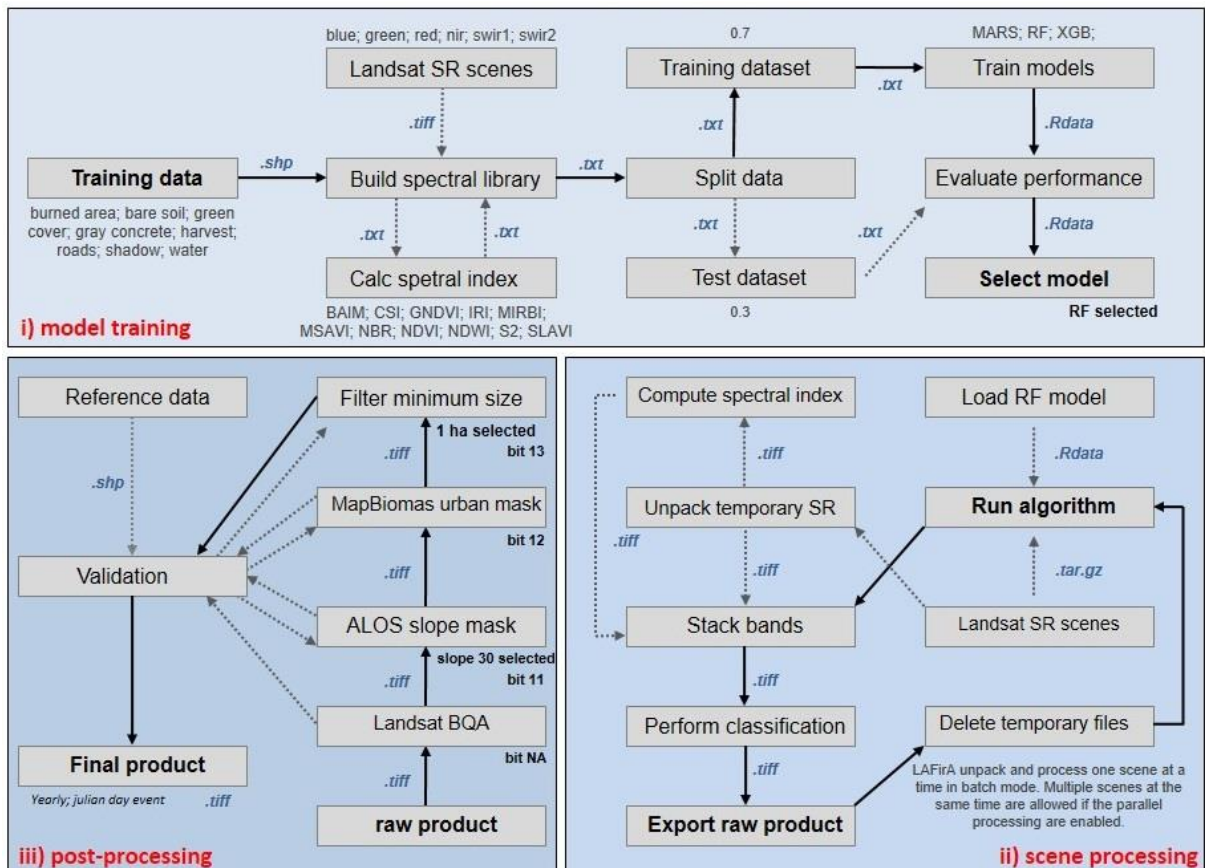 blue; green; red; nir; swir1; swir2
0.7
MARS; RF; XGB;
Landsat SR scenes
Training dataset
.txt
Train models
.tiff
.txt
.Rdata
Training data
.shp
Build spectral library
.txt
Split data
Evaluate performance
burned area; bare soil; green
cover; gray concrete; harvest;
roads; shadow; water
.txt
.txt
.txt
.txt
.Rdata
Calc spetral index
Test dataset
Select model
BAIM; CSI; GNDVI; IRI; MIRBI;
MSAVI; NBR; NDVI; NDWI; S2; SLAVI
0.3
RF selected
i) model training
Reference data
Filter minimum size
1 ha selected
.tiff
bit 13
.shp
MapBiomas urban mask
bit 12
Validation
.tiff
ALOS slope mask
slope 30 selected
.tiff
bit 11
Landsat BQA
bit NA
Final product
Yearly; julian day event
.tiff
.tiff
raw product
iii) post-processing
Compute spectral index
Load RF model
.tiff
.Rdata
Unpack temporary SR
Run algorithm
.tiff
.tiff
.tar.gz
Stack bands
Landsat SR scenes
.tiff
Perform classification
Delete temporary files
.tiff
LAFirA unpack and process one scene at a
time in batch mode. Multiple scenes at the
same time are allowed if the parallel
processing are enabled.
Export raw product
ii) scene processing